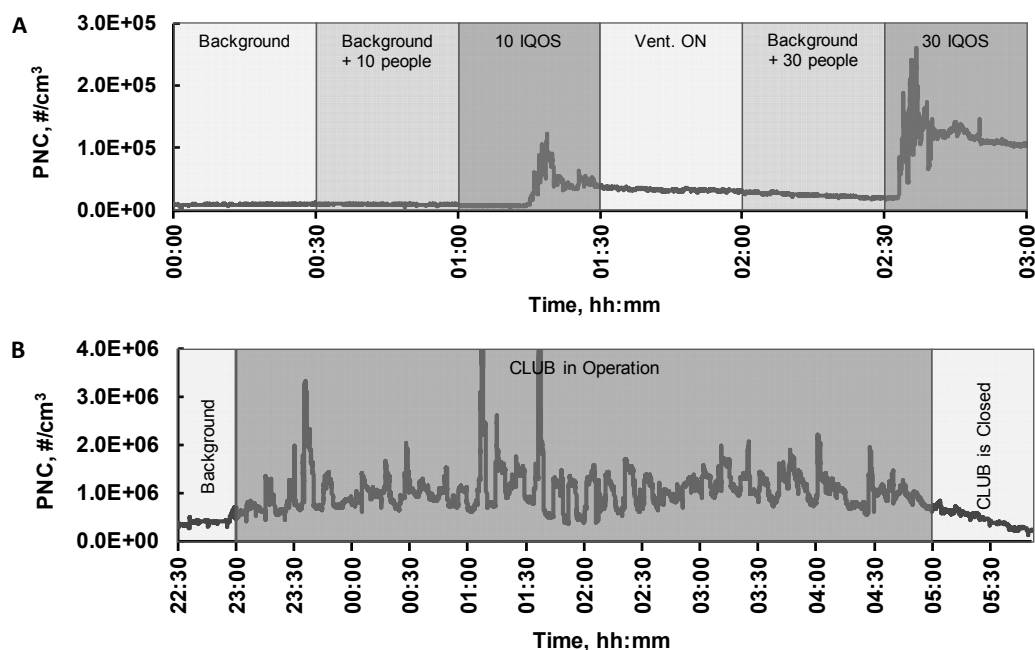 A
3.0E+05
2.0E+05
1.0E+05
0.0E+00
PNC, #/cm³
Background
Background
+ 10 people
10 IQOS
Vent. ON
Background
+ 30 people
30 IQOS
00:00
00:30
01:00
01:30
02:00
02:30
03:00
Time, hh:mm
B
4.0E+06
3.0E+06
2.0E+06
1.0E+06
0.0E+00
PNC, #/cm³
Background
CLUB in Operation
CLUB is Closed
22:30
23:00
23:30
00:00
00:30
01:00
01:30
02:00
02:30
03:00
03:30
04:00
04:30
05:00
05:30
Time, hh:mm